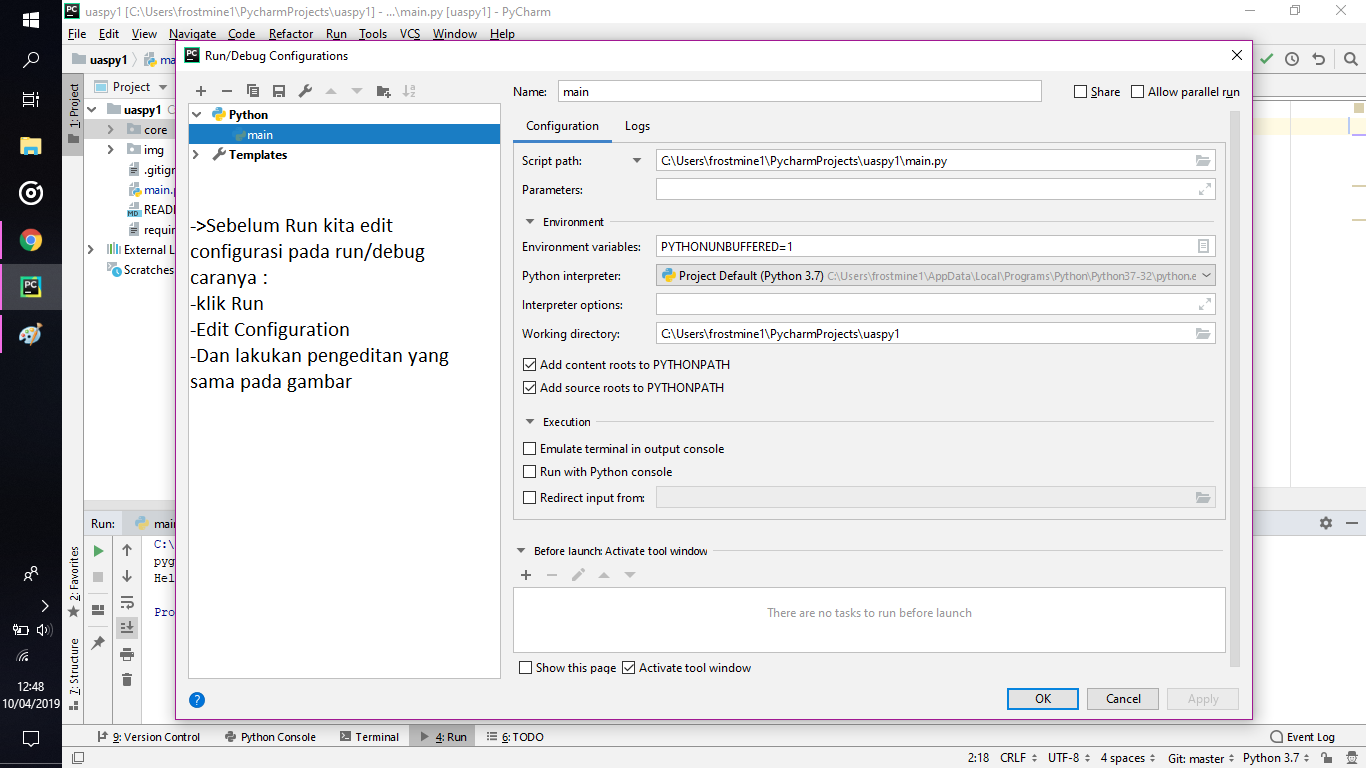 uaspy1 [C:\Users\frostmine1\PycharmProjects\uaspy1] - ...\main.py [uaspy1] - PyCharm
File Edit View Navigate Code Refactor Run Tools VCS Window Help
uaspy1
Run/Debug Configurations
1: Project
Project
uaspy1
core
img
.gitign
main.p
READ
requir
External L
Scratches
Python
main
Templates
->Sebelum Run kita edit
configurasi pada run/debug
caranya :
-klik Run
-Edit Configuration
-Dan lakukan pengeditan yang
sama pada gambar
Name: main Share Allow parallel run
Configuration Logs
Script path: C:\Users\frostmine1\PycharmProjects\uaspy1\main.py
Parameters:
Environment
Environment variables: PYTHONUNBUFFERED=1
Python interpreter: Project Default (Python 3.7) C:\Users\frostmine1\AppData\Local\Programs\Python\Python37-32\python.e
Interpreter options:
Working directory: C:\Users\frostmine1\PycharmProjects\uaspy1
Add content roots to PYTHONPATH
Add source roots to PYTHONPATH
Execution
Emulate terminal in output console
Run with Python console
Redirect input from:
Before launch: Activate tool window
There are no tasks to run before launch
Show this page Activate tool window
OK Cancel Apply
Run: main
C:\
pyg
Hel
Pro
2: Favorites
7: Structure
9: Version Control Python Console Terminal 4: Run 6: TODO Event Log
2:18 CRLF UTF-8 4 spaces Git: master Python 3.7
12:48
10/04/2019